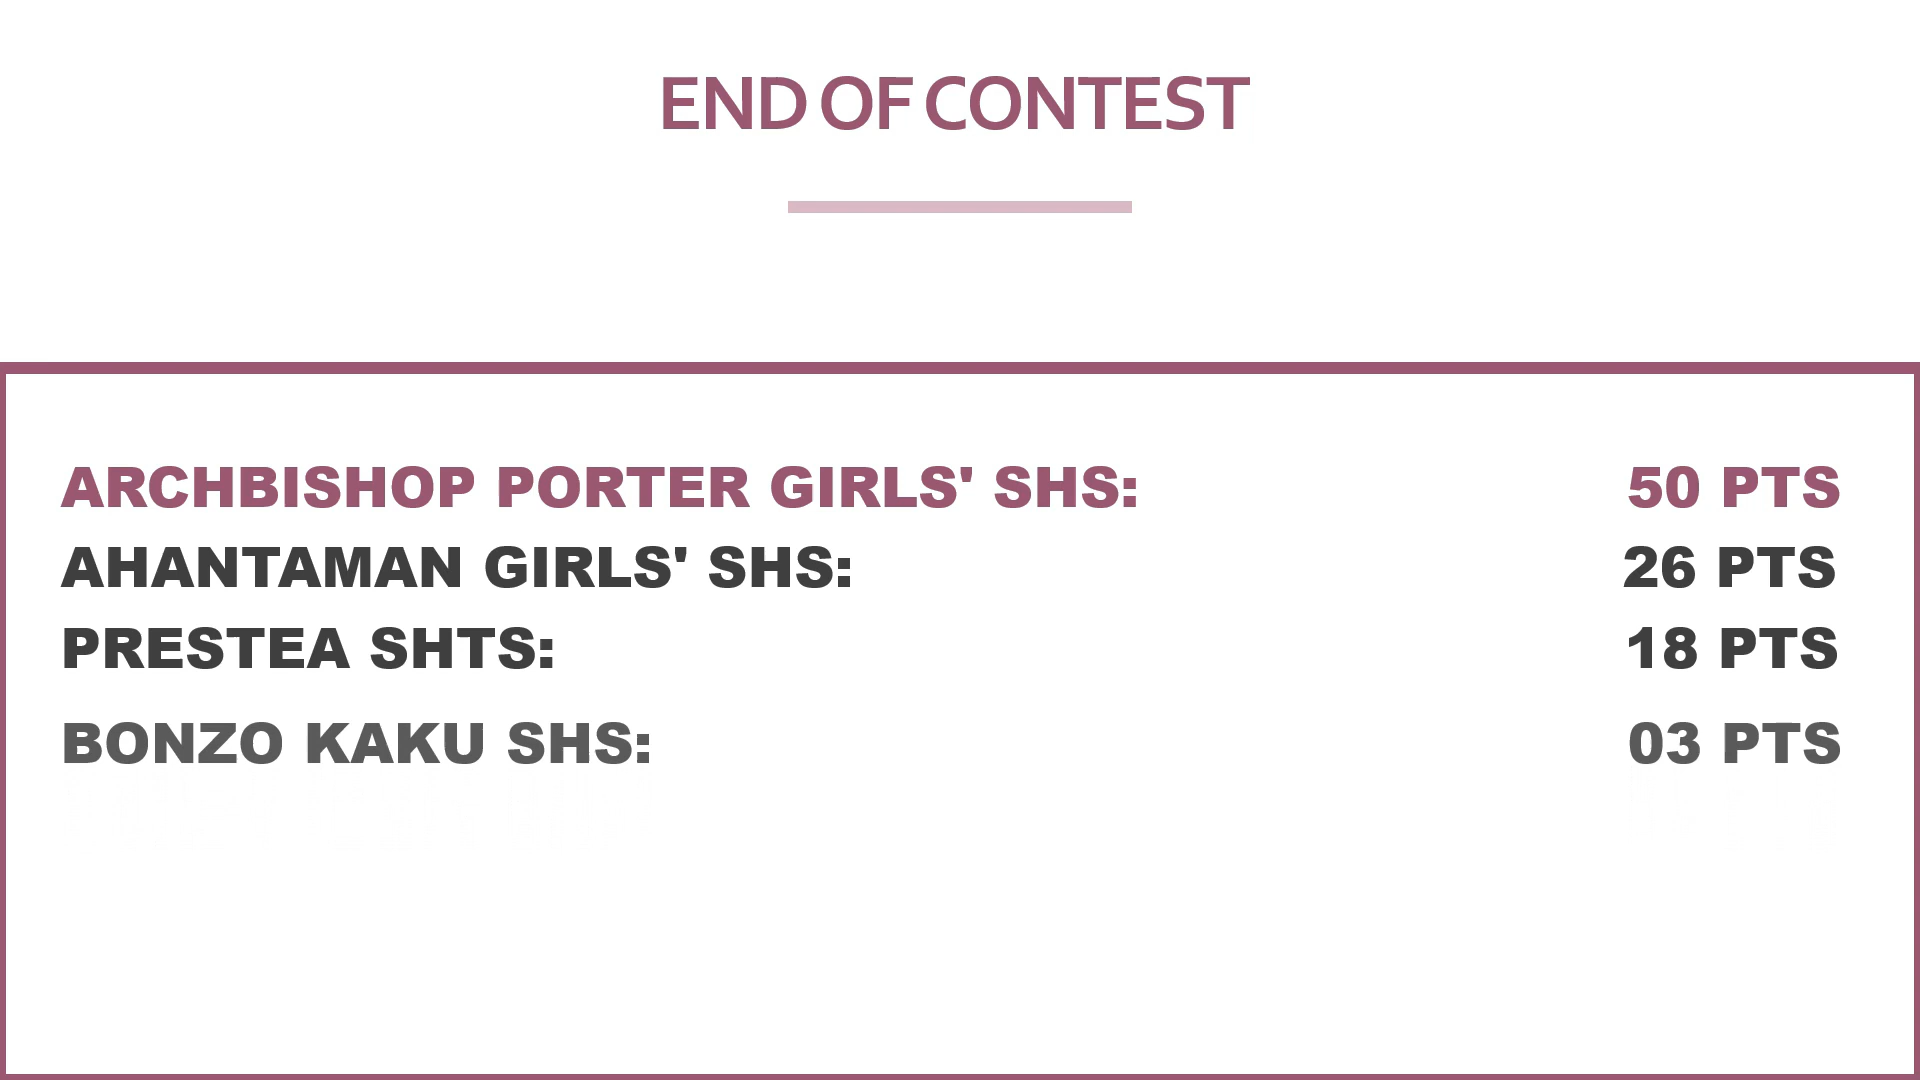 END OF CONTEST
ARCHBISHOP PORTER GIRLS' SHS: 50 PTS
AHANTAMAN GIRLS' SHS: 26 PTS
PRESTEA SHTS: 18 PTS
BONZO KAKU SHS: 03 PTS